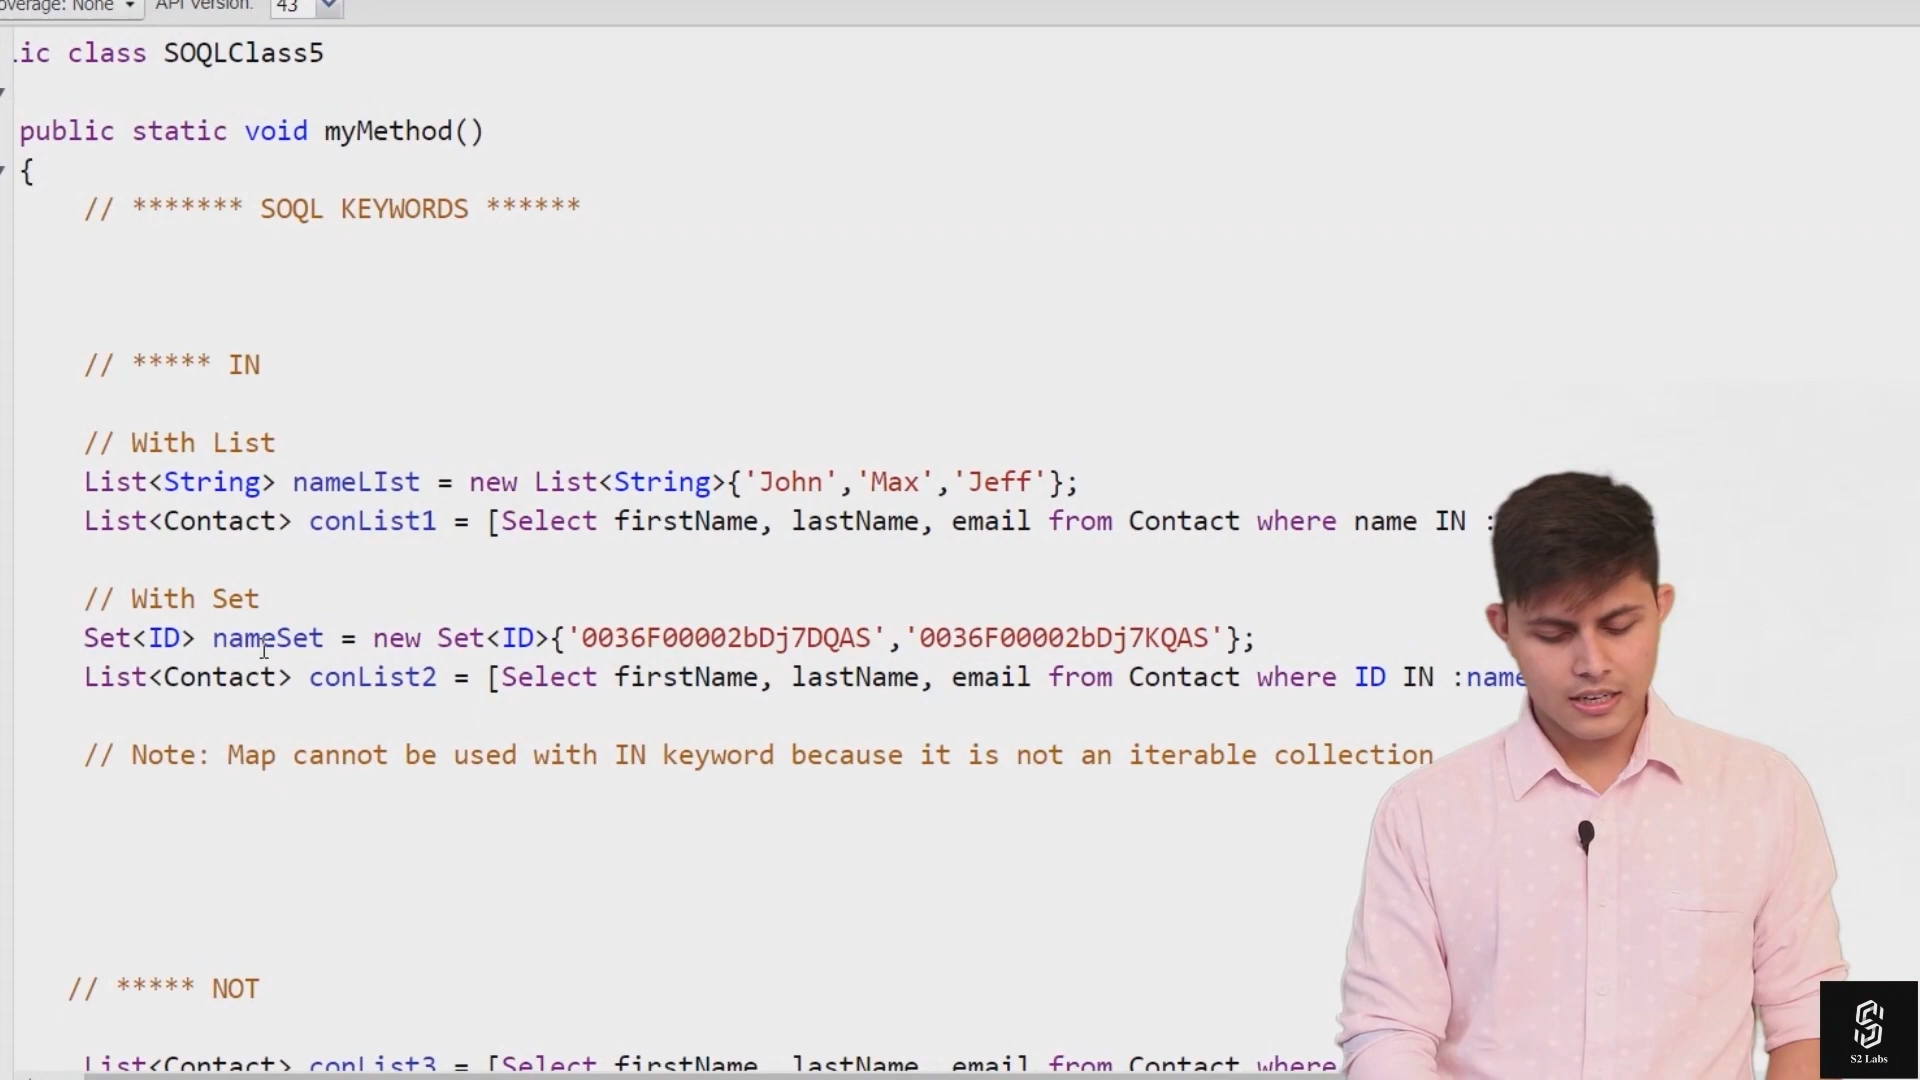 Coverage: None API Version: 43
ic class SOQLClass5
public static void myMethod()
{
// ******* SOQL KEYWORDS ******
// ***** IN
// With List
List<String> nameLIst = new List<String>{'John','Max','Jeff'};
List<Contact> conList1 = [Select firstName, lastName, email from Contact where name IN :
// With Set
Set<ID> nameSet = new Set<ID>{'0036F00002bDj7DQAS','0036F00002bDj7KQAS'};
List<Contact> conList2 = [Select firstName, lastName, email from Contact where ID IN :name
// Note: Map cannot be used with IN keyword because it is not an iterable collection
// ***** NOT
List<Contact> conList3 = [Select firstName, lastName, email from Contact where
S2 Labs